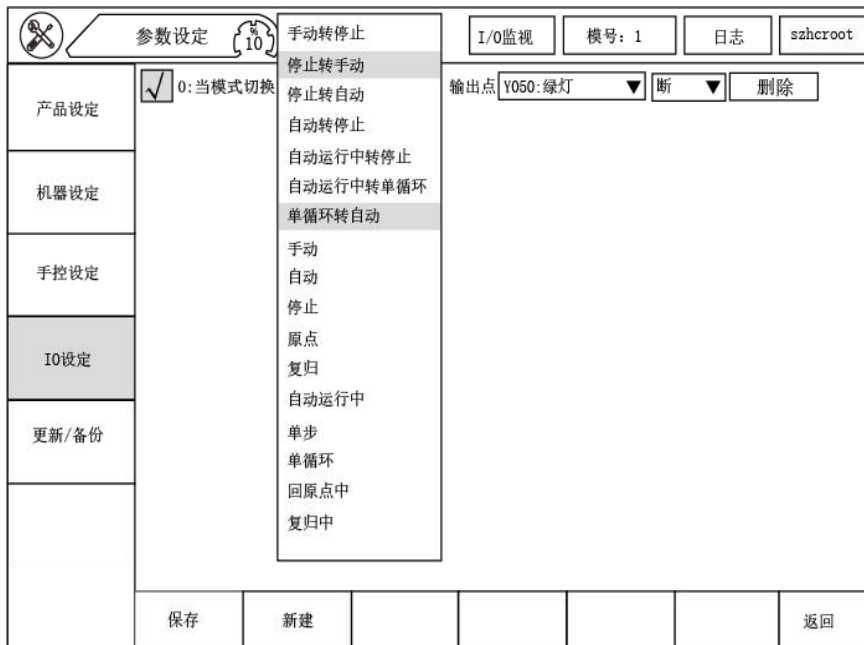 参数设定
%
10
I/O监视
模号: 1
日志
szhcroot
产品设定
机器设定
手控设定
IO设定
更新/备份
√ 0:当模式切换
手动转停止
停止转手动
停止转自动
自动转停止
自动运行中转停止
自动运行中转单循环
单循环转自动
手动
自动
停止
原点
复归
自动运行中
单步
单循环
回原点中
复归中
输出点 Y050:绿灯 ▼ 断 ▼ 删除
保存
新建
返回